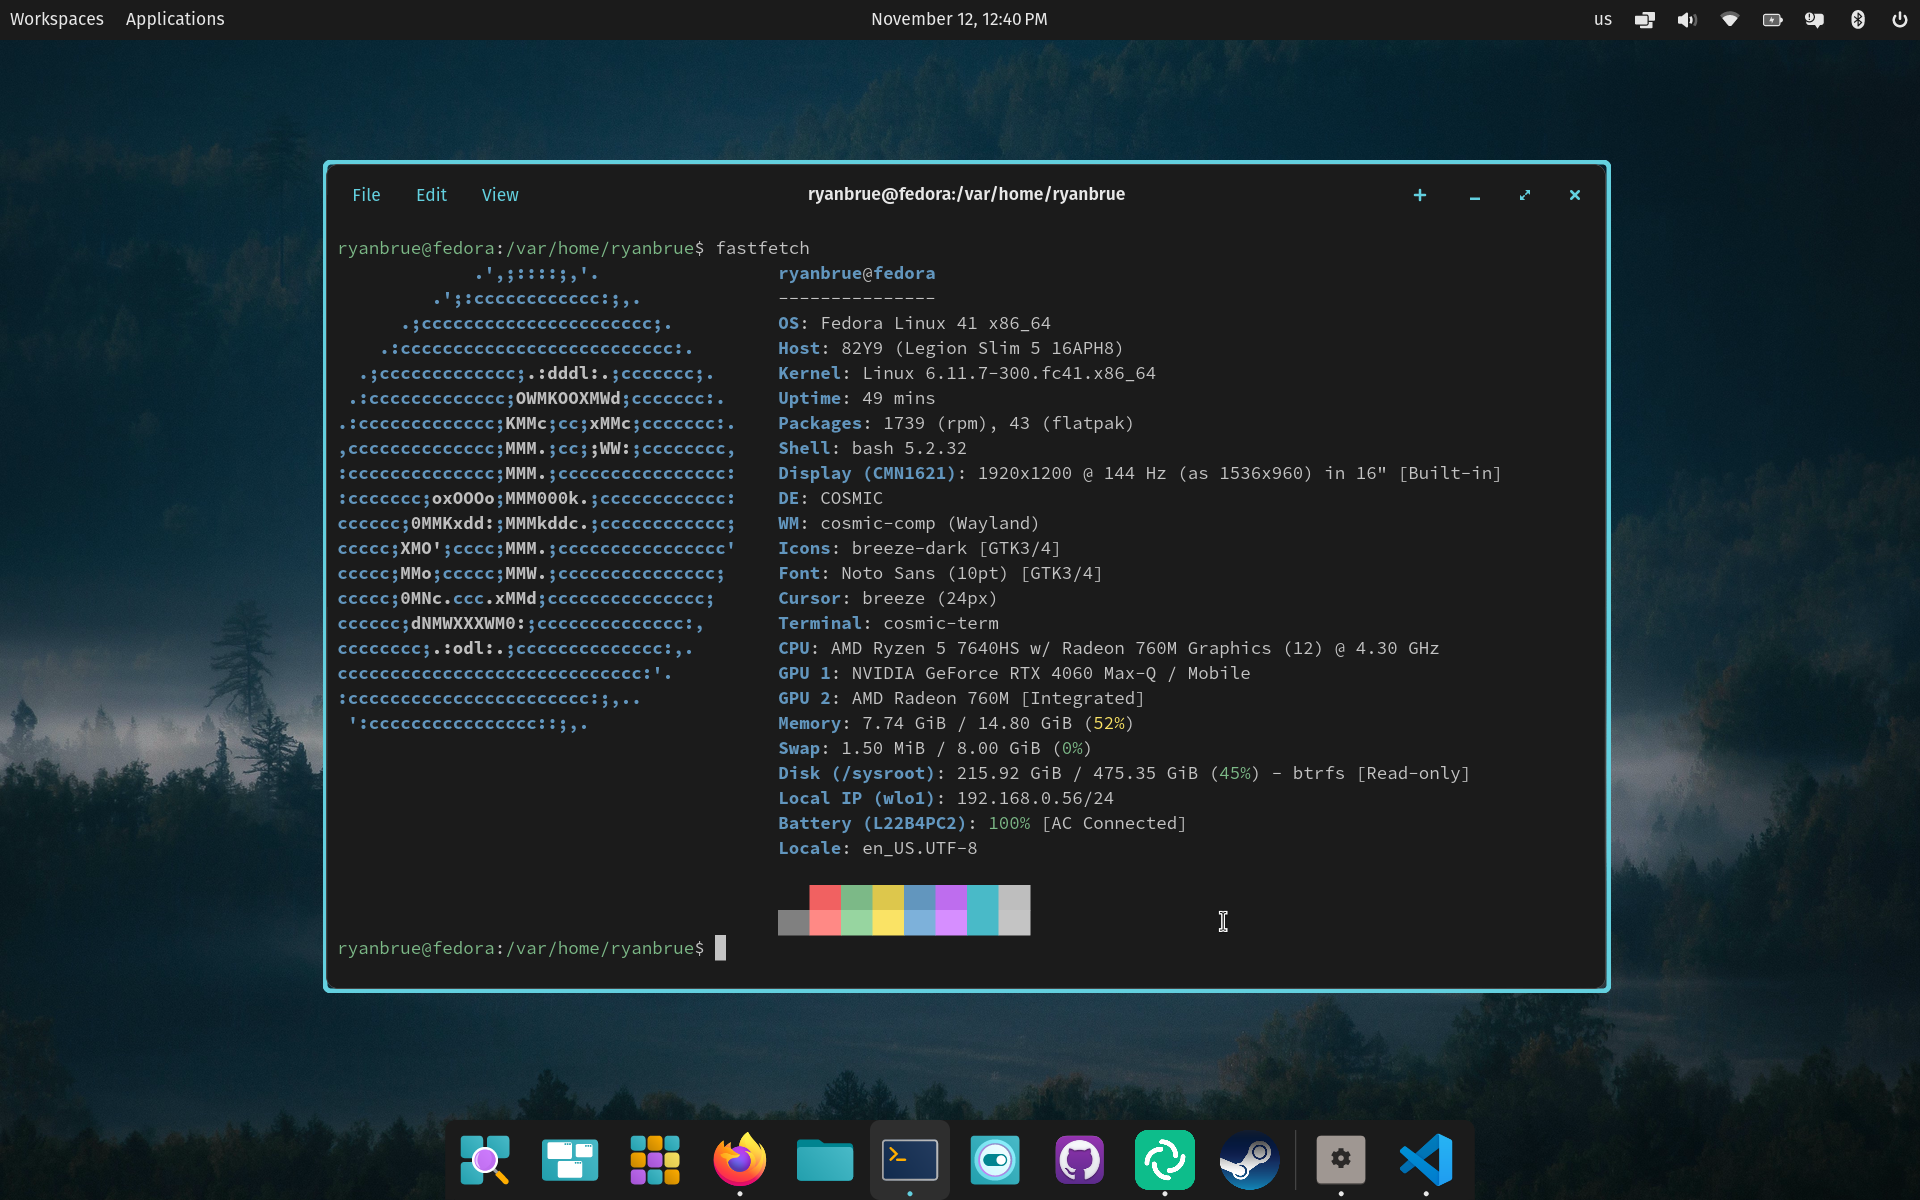 Workspaces Applications November 12, 12:40 PM us
File Edit View ryanbrue@fedora:/var/home/ryanbrue
ryanbrue@fedora:/var/home/ryanbrue$ fastfetch
.',;::::;,'. ryanbrue@fedora
.';:cccccccccccc:;,. ---------------
.;cccccccccccccccccccccc;. OS: Fedora Linux 41 x86_64
.:cccccccccccccccccccccccccc:. Host: 82Y9 (Legion Slim 5 16APH8)
.;ccccccccccccc;.:dddl:.;ccccccc;. Kernel: Linux 6.11.7-300.fc41.x86_64
.:ccccccccccccc;OWMKOOXMWd;ccccccc:. Uptime: 49 mins
.:ccccccccccccc;KMMc;cc;xMMc;ccccccc:. Packages: 1739 (rpm), 43 (flatpak)
,cccccccccccccc;MMM.;cc;;WW:;cccccccc, Shell: bash 5.2.32
:cccccccccccccc;MMM.;cccccccccccccccc: Display (CMN1621): 1920x1200 @ 144 Hz (as 1536x960) in 16" [Built-in]
:ccccccc;oxOOOo;MMM000k.;cccccccccccc: DE: COSMIC
cccccc;0MMKxdd:;MMMkddc.;cccccccccccc; WM: cosmic-comp (Wayland)
ccccc;XMO';cccc;MMM.;cccccccccccccccc' Icons: breeze-dark [GTK3/4]
ccccc;MMo;ccccc;MMW.;ccccccccccccccc; Font: Noto Sans (10pt) [GTK3/4]
ccccc;0MNc.ccc.xMMd;ccccccccccccccc; Cursor: breeze (24px)
cccccc;dNMWXXXWM0:;cccccccccccccc:, Terminal: cosmic-term
cccccccc;.:odl:.;cccccccccccccc:,. CPU: AMD Ryzen 5 7640HS w/ Radeon 760M Graphics (12) @ 4.30 GHz
ccccccccccccccccccccccccccccc:'. GPU 1: NVIDIA GeForce RTX 4060 Max-Q / Mobile
:ccccccccccccccccccccccc:;,.. GPU 2: AMD Radeon 760M [Integrated]
':cccccccccccccccc::;,. Memory: 7.74 GiB / 14.80 GiB (52%)
Swap: 1.50 MiB / 8.00 GiB (0%)
Disk (/sysroot): 215.92 GiB / 475.35 GiB (45%) - btrfs [Read-only]
Local IP (wlo1): 192.168.0.56/24
Battery (L22B4PC2): 100% [AC Connected]
Locale: en_US.UTF-8
ryanbrue@fedora:/var/home/ryanbrue$